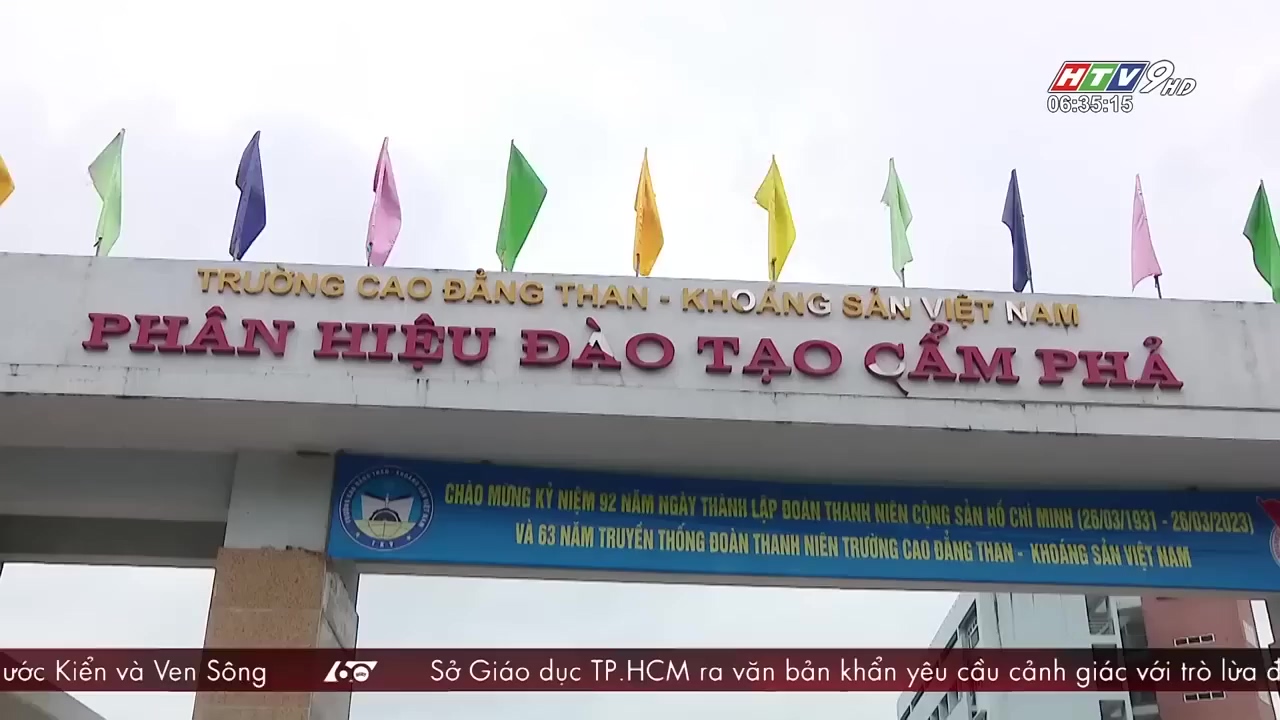 HTV9 HD
06:35:15
TRƯỜNG CAO ĐẲNG THAN - KHOÁNG SẢN VIỆT NAM
PHÂN HIỆU ĐÀO TẠO CẨM PHẢ
CHÀO MỪNG KỶ NIỆM 92 NĂM NGÀY THÀNH LẬP ĐOÀN THANH NIÊN CỘNG SẢN HỒ CHÍ MINH (26/03/1931 - 26/03/2023)
VÀ 63 NĂM TRUYỀN THỐNG ĐOÀN THANH NIÊN TRƯỜNG CAO ĐẲNG THAN - KHOÁNG SẢN VIỆT NAM
ước Kiển và Ven Sông 60 giây Sở Giáo dục TP.HCM ra văn bản khẩn yêu cầu cảnh giác với trò lừa đ